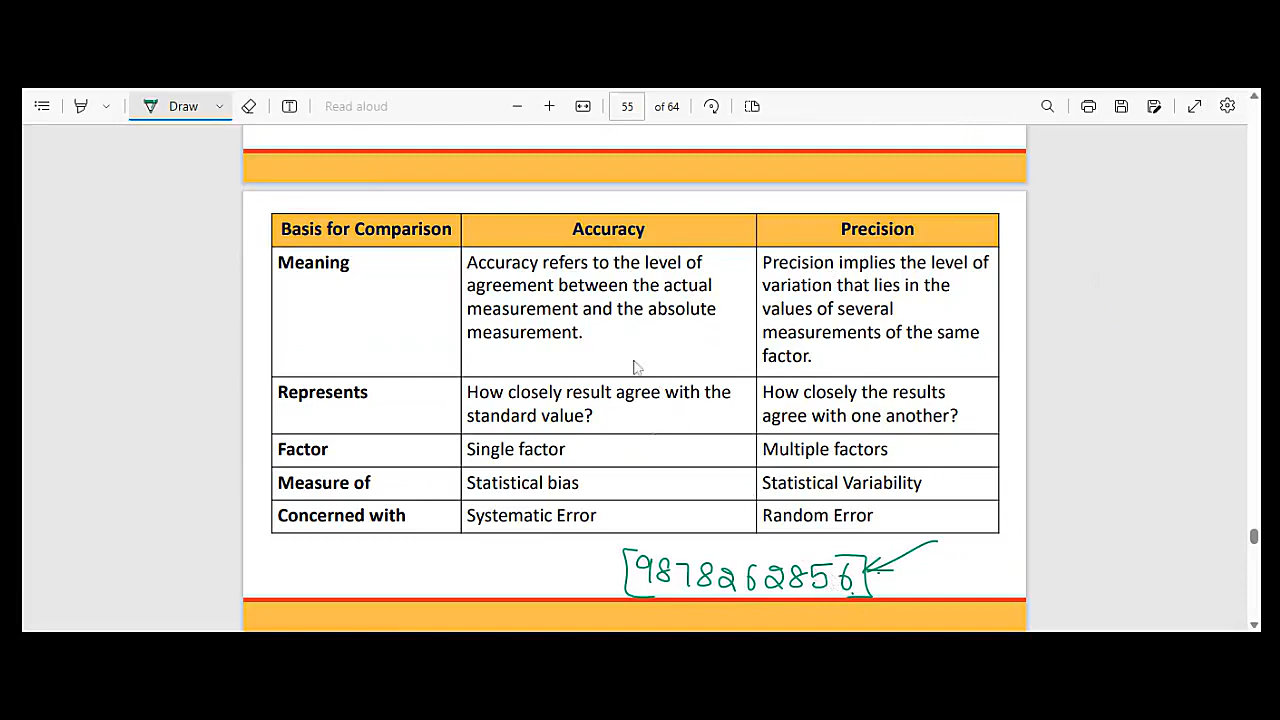 Draw Read aloud 55 of 64
Basis for Comparison Accuracy Precision
Meaning Accuracy refers to the level of Precision implies the level of
agreement between the actual variation that lies in the
measurement and the absolute values of several
measurement. measurements of the same
factor.
Represents How closely result agree with the How closely the results
standard value? agree with one another?
Factor Single factor Multiple factors
Measure of Statistical bias Statistical Variability
Concerned with Systematic Error Random Error
[9878262856]